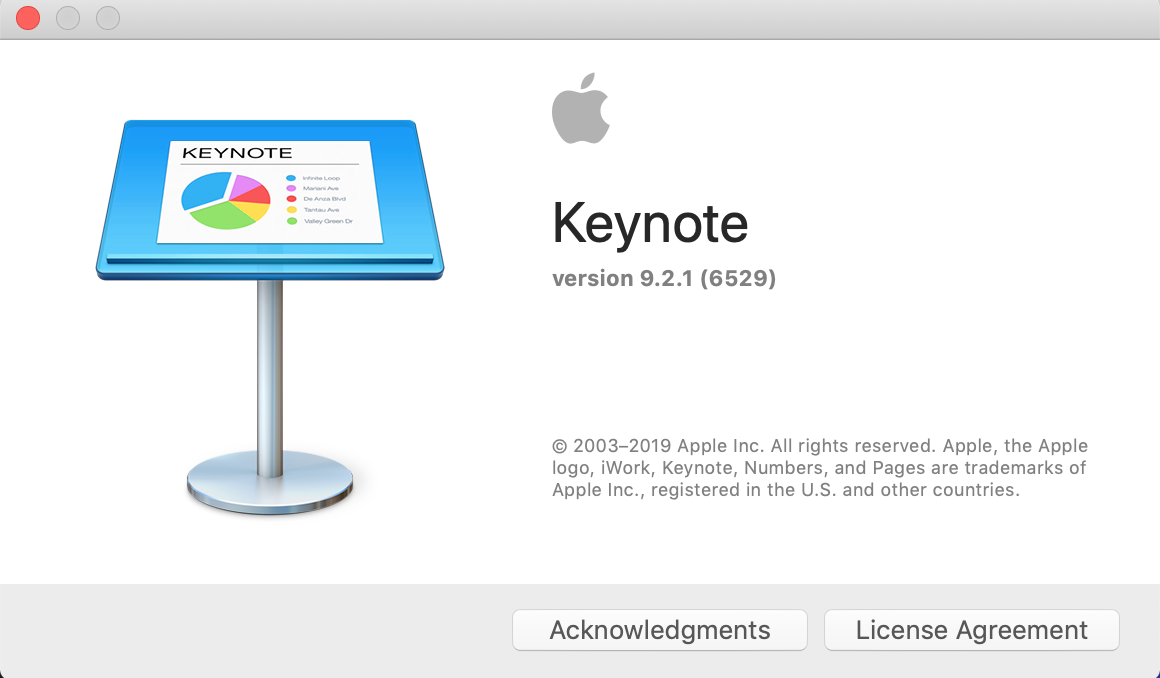 KEYNOTE
Infinite Loop
Mariani Ave
De Anza Blvd
Tantau Ave
Valley Green Dr
Keynote
version 9.2.1 (6529)
© 2003–2019 Apple Inc. All rights reserved. Apple, the Apple
logo, iWork, Keynote, Numbers, and Pages are trademarks of
Apple Inc., registered in the U.S. and other countries.
Acknowledgments
License Agreement